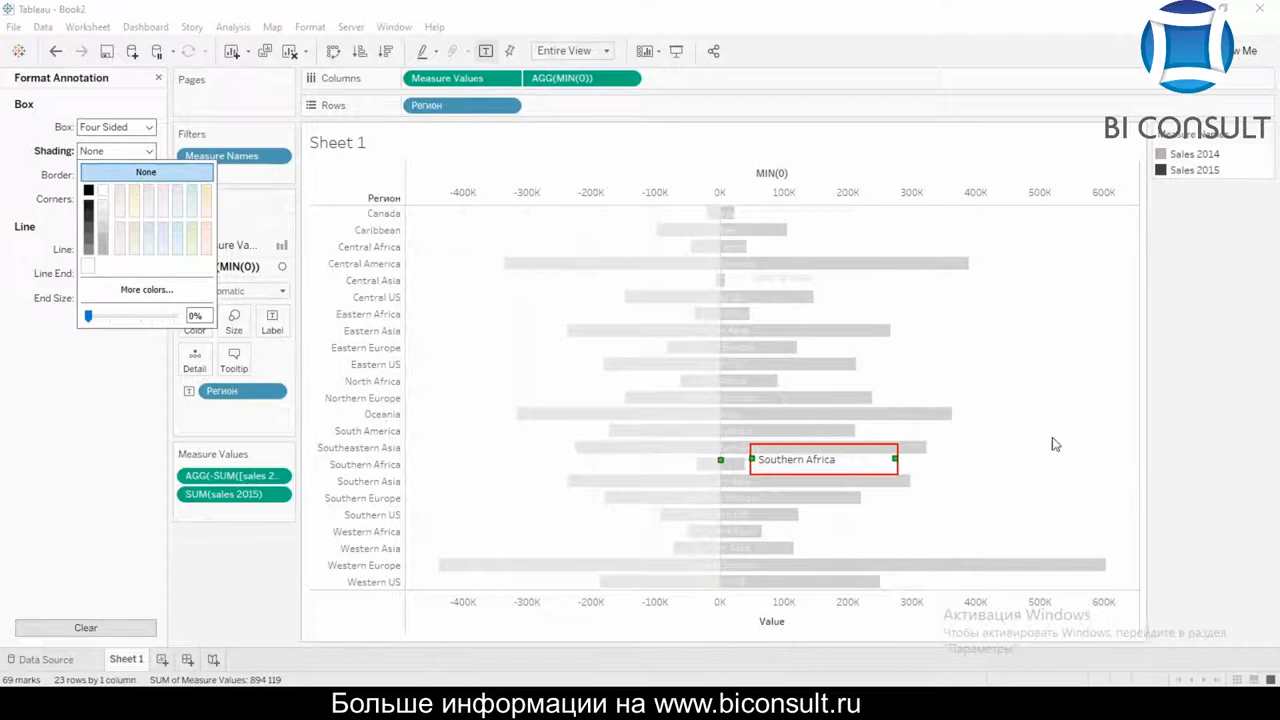 Tableau - Book2
File Data Worksheet Dashboard Story Analysis Map Format Server Window Help
Entire View
Me
BI CONSULT
Format Annotation
Box
Box: Four Sided
Shading: None
None
Border:
Corners:
Line
Line:
Line End:
End Size:
More colors...
0%
Clear
Pages
Filters
Measure Names
(MIN(0))
Color Size Label
Detail Tooltip
Регион
Measure Values
AGG(-SUM([sales 2..
SUM(sales 2015)
Columns Measure Values AGG(MIN(0))
Rows Регион
Sheet 1
MIN(0)
-400K -300K -200K -100K 0K 100K 200K 300K 400K 500K 600K
Регион
Canada
Caribbean
Central Africa
Central America
Central Asia
Central US
Eastern Africa
Eastern Asia
Eastern Europe
Eastern US
North Africa
Northern Europe
Oceania
South America
Southeastern Asia
Southern Africa
Southern Africa
Southern Asia
Southern Europe
Southern US
Western Africa
Western Asia
Western Europe
Western US
-400K -300K -200K -100K 0K 100K 200K 300K 400K 500K 600K
Value
Sales 2014
Sales 2015
Активация Windows
Чтобы активировать Windows, перейдите в раздел
"Параметры"
Data Source Sheet 1
69 marks 23 rows by 1 column SUM of Measure Values: 894 119
Больше информации на www.biconsult.ru